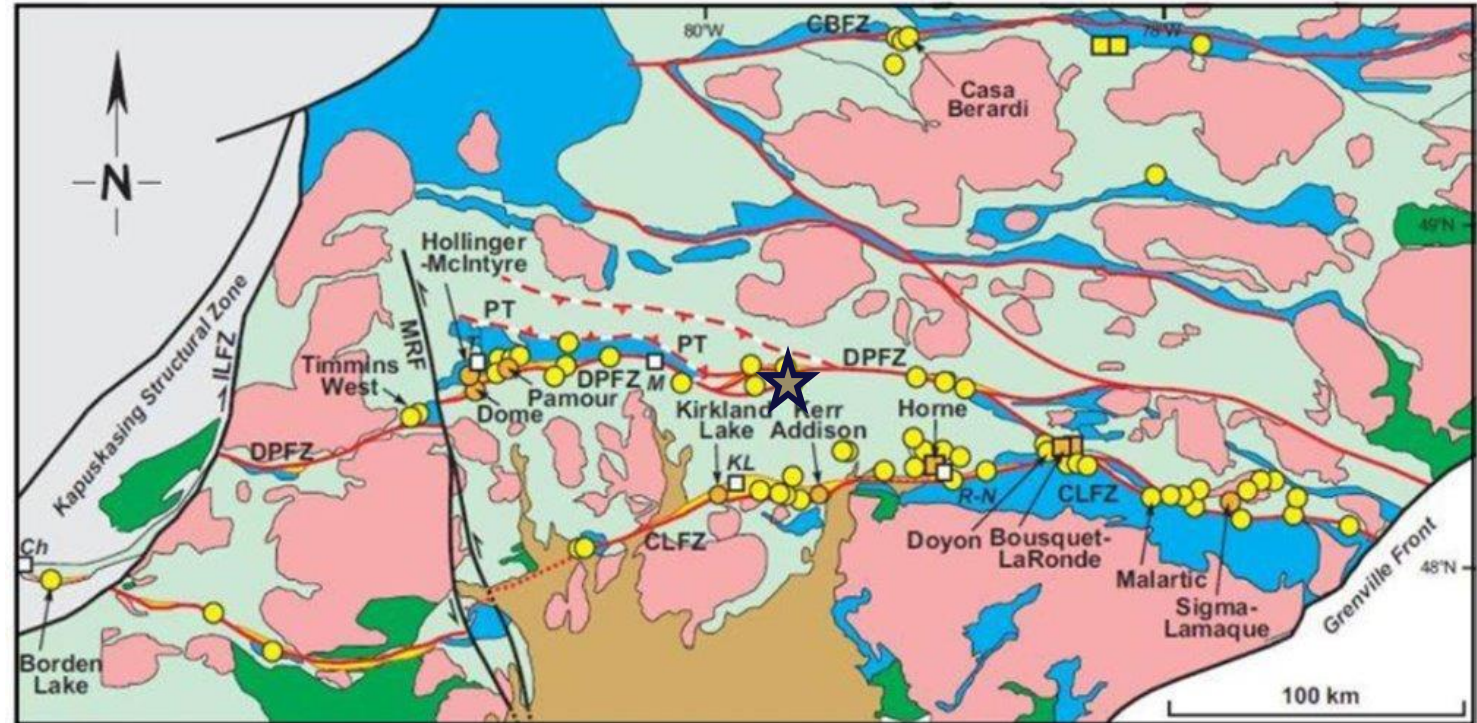 80°W
CBFZ
78°W
Casa
Berardi
N
49°N
Hollinger
-McIntyre
Kapuskasing Structural Zone
ILFZ
MRF
PT
PT
T
DPFZ
Timmins
West
DPFZ
M
Pamour
Dome
Kirkland
Lake
Kerr
Addison
Horne
DPFZ
KL
R-N
CLFZ
CLFZ
Doyon
Bousquet-
LaRonde
Malartic
48°N
Sigma-
Lamaque
Grenville Front
Ch
Borden
Lake
100 km